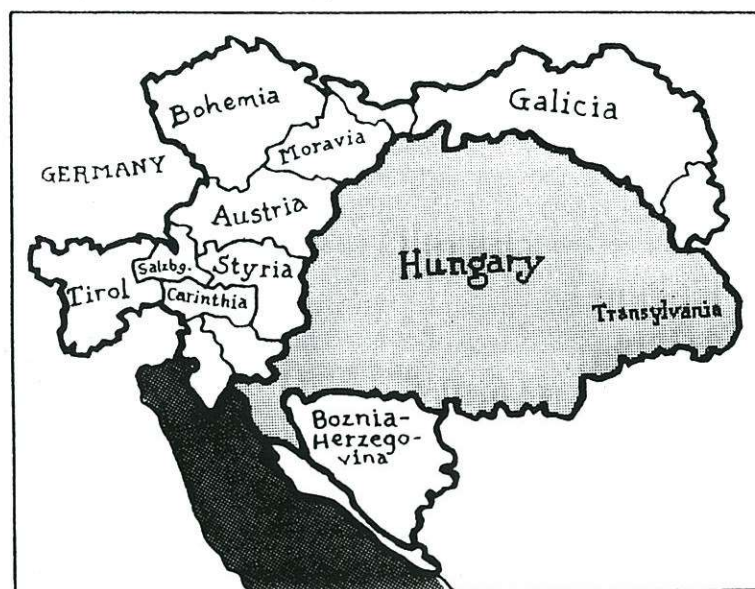 Bohemia
Galicia
Moravia
GERMANY
Austria
Hungary
Salzbg.
Styria
Tirol
Carinthia
Transylvania
Boznia-
Herzego-
vina